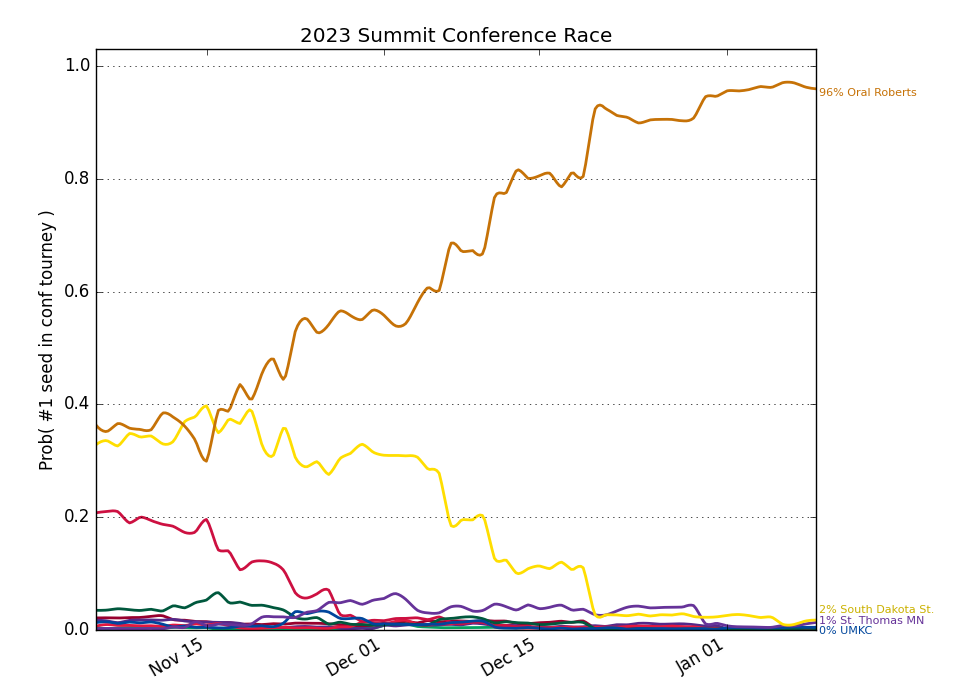 2023 Summit Conference Race
Prob( #1 seed in conf tourney )
1.0
0.8
0.6
0.4
0.2
0.0
Nov 15
Dec 01
Dec 15
Jan 01
96% Oral Roberts
2% South Dakota St.
1% St. Thomas MN
0% UMKC